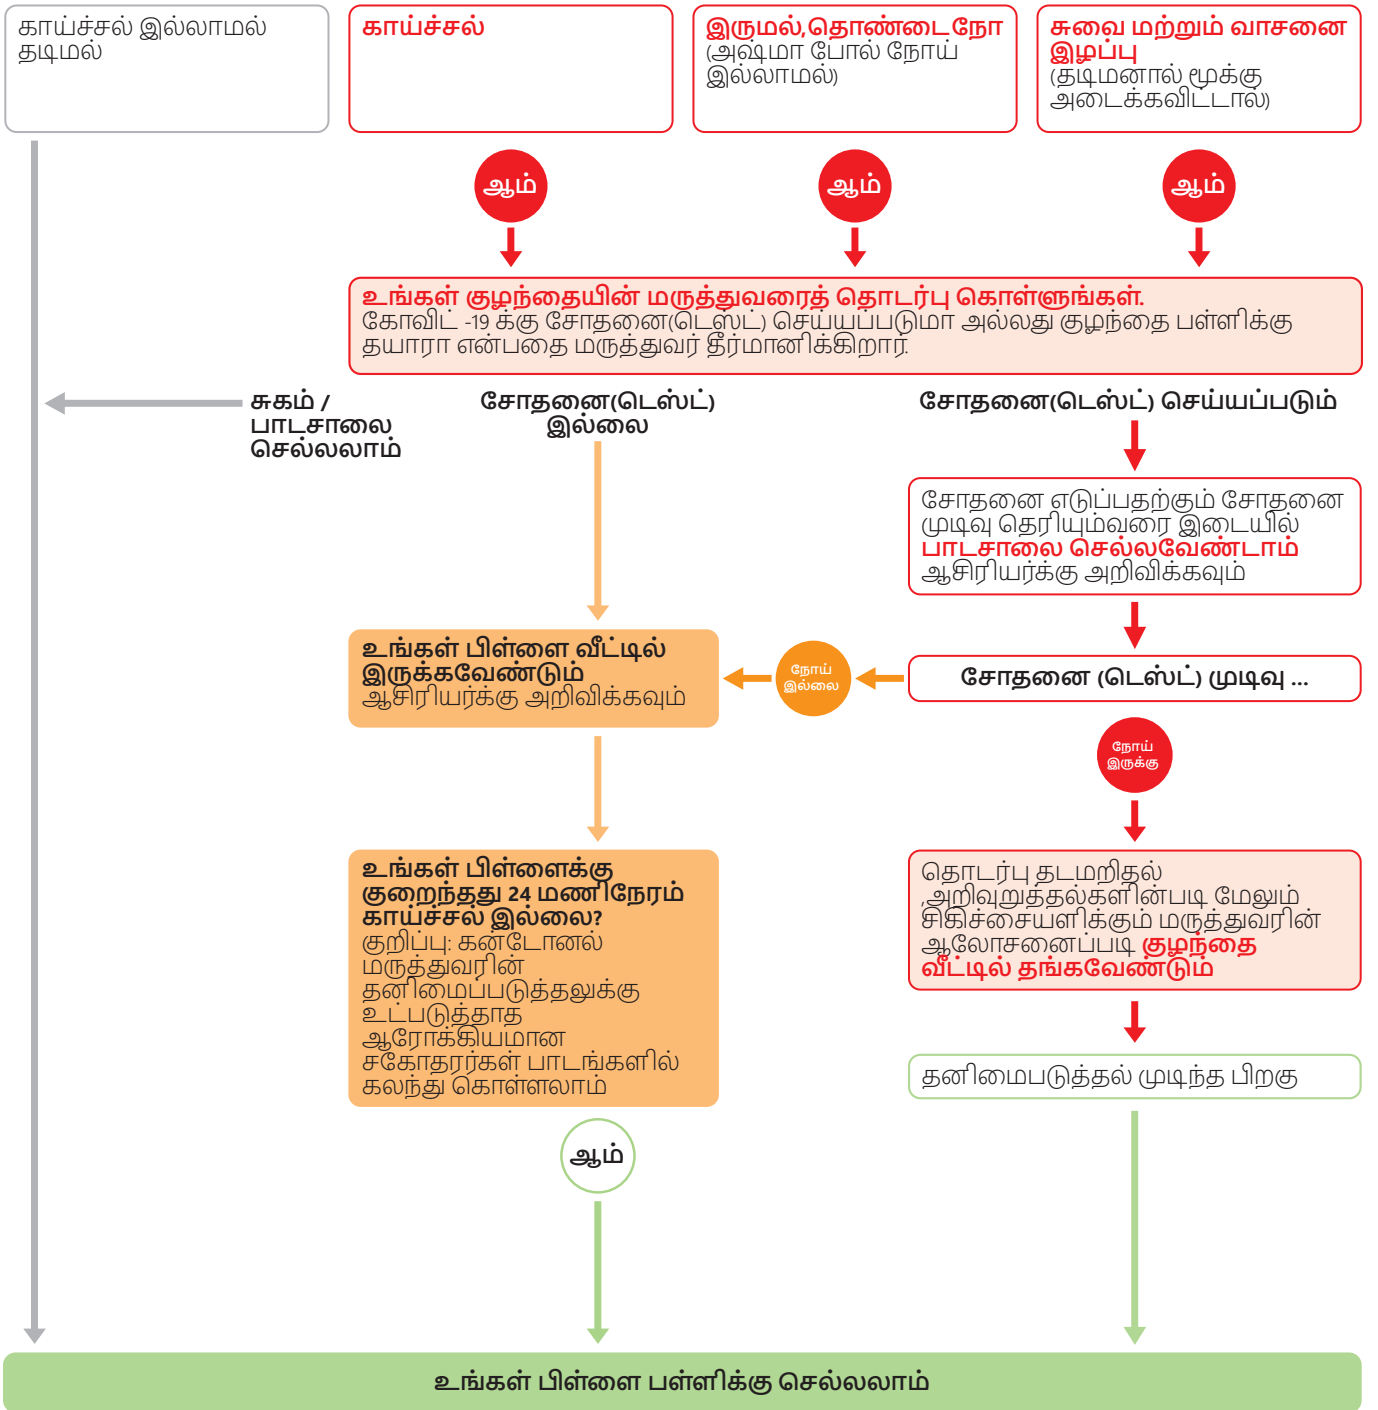 காய்ச்சல் இல்லாமல்
தடிமல்
காய்ச்சல்
இருமல்,தொண்டைநோ
(அஷ்மா போல் நோய்
இல்லாமல்)
சுவை மற்றும் வாசனை
இழப்பு
(தடிமனால் மூக்கு
அடைக்கவிட்டால்)
ஆம்
ஆம்
ஆம்
உங்கள் குழந்தையின் மருத்துவரைத் தொடர்பு கொள்ளுங்கள்.
கோவிட் -19 க்கு சோதனை(டெஸ்ட்) செய்யப்படுமா அல்லது குழந்தை பள்ளிக்கு
தயாரா என்பதை மருத்துவர் தீர்மானிக்கிறார்.
சுகம் /
பாடசாலை
செல்லலாம்
சோதனை(டெஸ்ட்)
இல்லை
சோதனை(டெஸ்ட்) செய்யப்படும்
சோதனை எடுப்பதற்கும் சோதனை
முடிவு தெரியும்வரை இடையில்
பாடசாலை செல்லவேண்டாம்
ஆசிரியர்க்கு அறிவிக்கவும்
உங்கள் பிள்ளை வீட்டில்
இருக்கவேண்டும்
ஆசிரியர்க்கு அறிவிக்கவும்
நோய்
இல்லை
சோதனை (டெஸ்ட்) முடிவு ...
நோய்
இருக்கு
உங்கள் பிள்ளைக்கு
குறைந்தது 24 மணிநேரம்
காய்ச்சல் இல்லை?
குறிப்பு: கன்டோனல்
மருத்துவரின்
தனிமைப்படுத்தலுக்கு
உட்படுத்தாத
ஆரோக்கியமான
சகோதரர்கள் பாடங்களில்
கலந்து கொள்ளலாம்
தொடர்பு தடமறிதல்
,அறிவுறுத்தல்களின்படி மேலும்
சிகிச்சையளிக்கும் மருத்துவரின்
ஆலோசனைப்படி குழந்தை
வீட்டில் தங்கவேண்டும்
தனிமைபடுத்தல் முடிந்த பிறகு
ஆம்
உங்கள் பிள்ளை பள்ளிக்கு செல்லலாம்